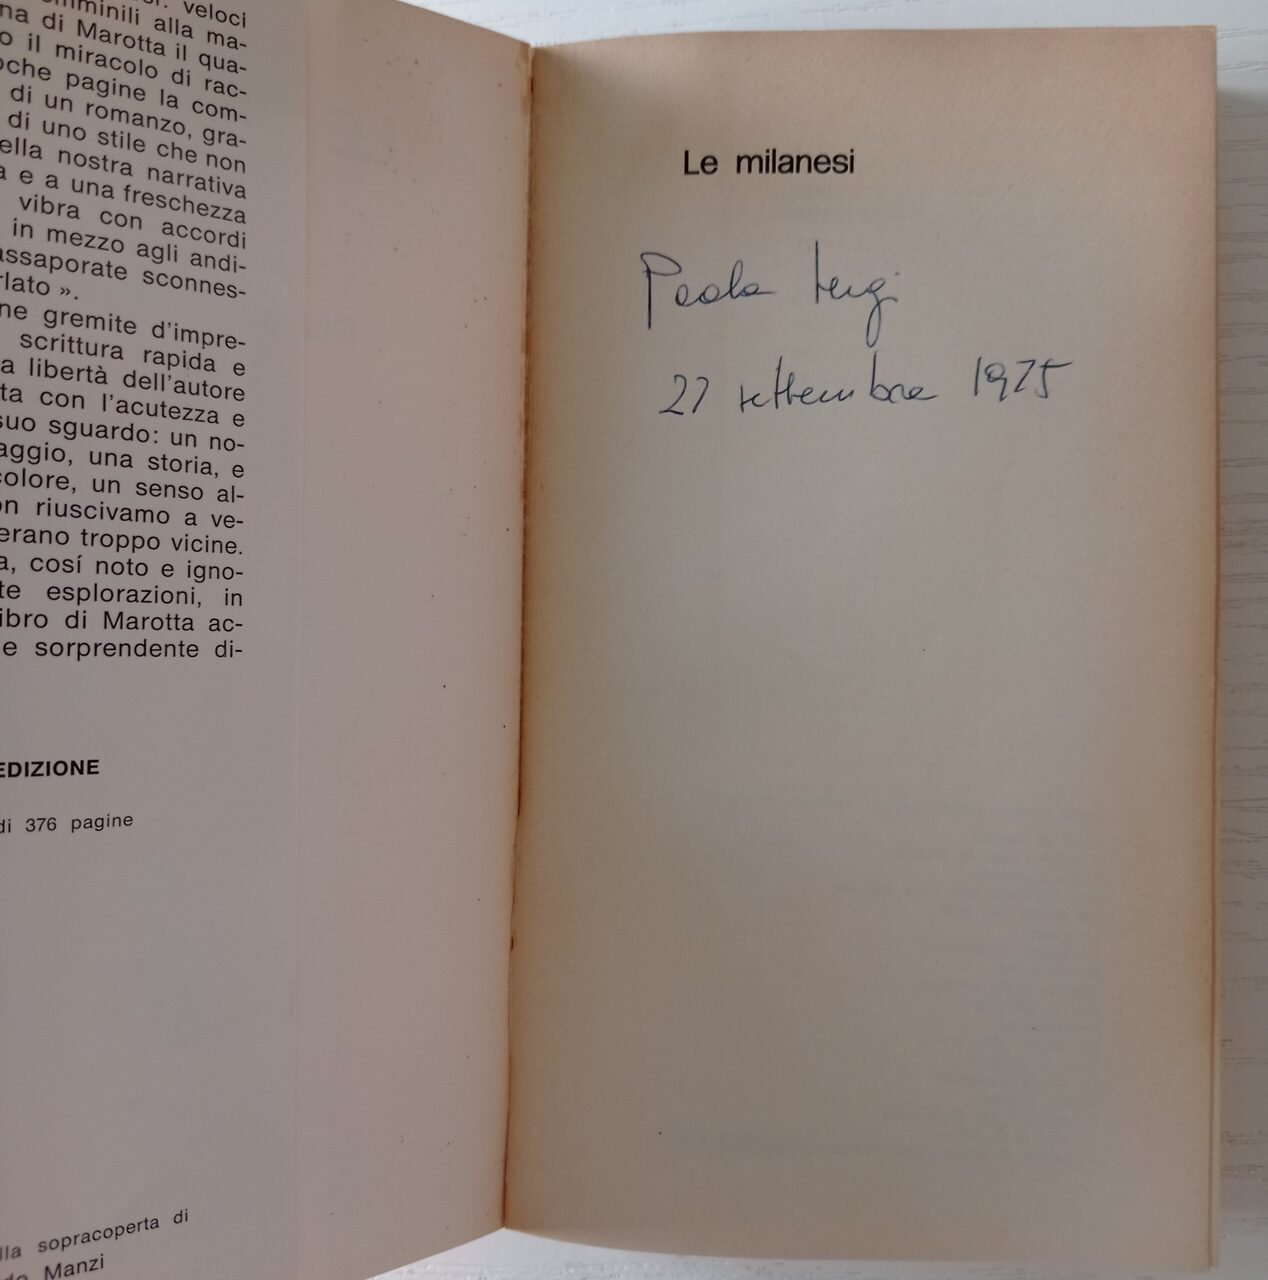 veloci
mminili alla ma-
na di Marotta il qua-
o il miracolo di rac-
oche pagine la com-
di un romanzo, gra-
di uno stile che non
ella nostra narrativa
a e a una freschezza
vibra con accordi
in mezzo agli andi-
assaporate sconnes-
rlato ».
ne gremite d'impre-
scrittura rapida e
a libertà dell'autore
ta con l'acutezza e
suo sguardo: un no-
aggio, una storia, e
colore, un senso al-
on riuscivamo a ve-
erano troppo vicine.
a, cosí noto e igno-
te esplorazioni, in
ibro di Marotta ac-
e sorprendente di-
EDIZIONE
di 376 pagine
lla sopracoperta di
do Manzi
Le milanesi
Paola
27 settembre 1975